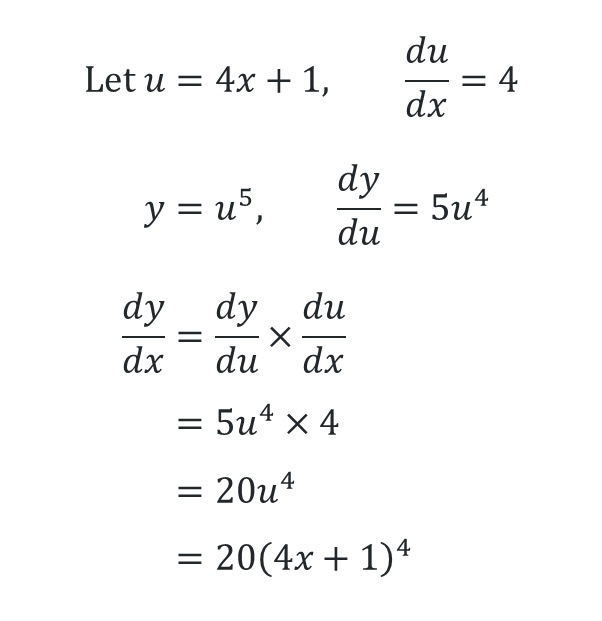 Let u = 4x + 1, du/dx = 4
y = u⁵, dy/du = 5u⁴
dy/dx = dy/du × du/dx
= 5u⁴ × 4
= 20u⁴
= 20(4x + 1)⁴